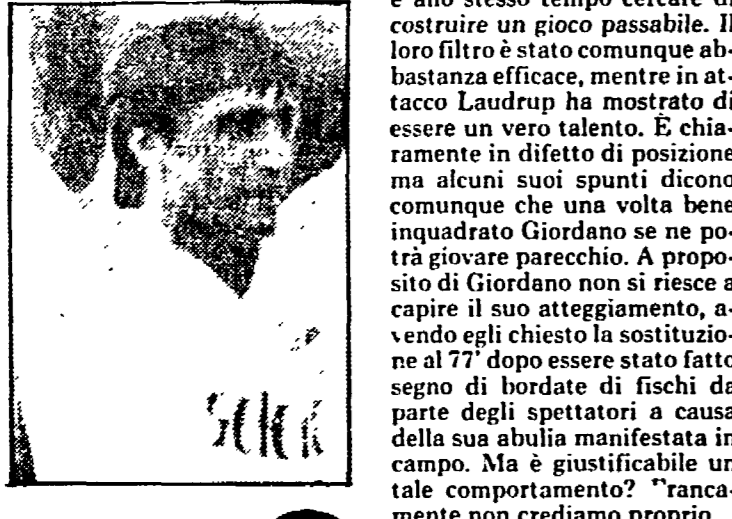 e allo stesso tempo cercare di
costruire un gioco passabile. Il
loro filtro è stato comunque ab-
bastanza efficace, mentre in at-
tacco Laudrup ha mostrato di
essere un vero talento. È chia-
ramente in difetto di posizione
ma alcuni suoi spunti dicono
comunque che una volta bene
inquadrato Giordano se ne po-
trà giovare parecchio. A propo-
sito di Giordano non si riesce a
capire il suo atteggiamento, a-
vendo egli chiesto la sostituzio-
ne al 77' dopo essere stato fatto
segno di bordate di fischi da
parte degli spettatori a causa
della sua abulia manifestata in
campo. Ma è giustificabile un
tale comportamento? "ranca-
mente non crediamo proprio.